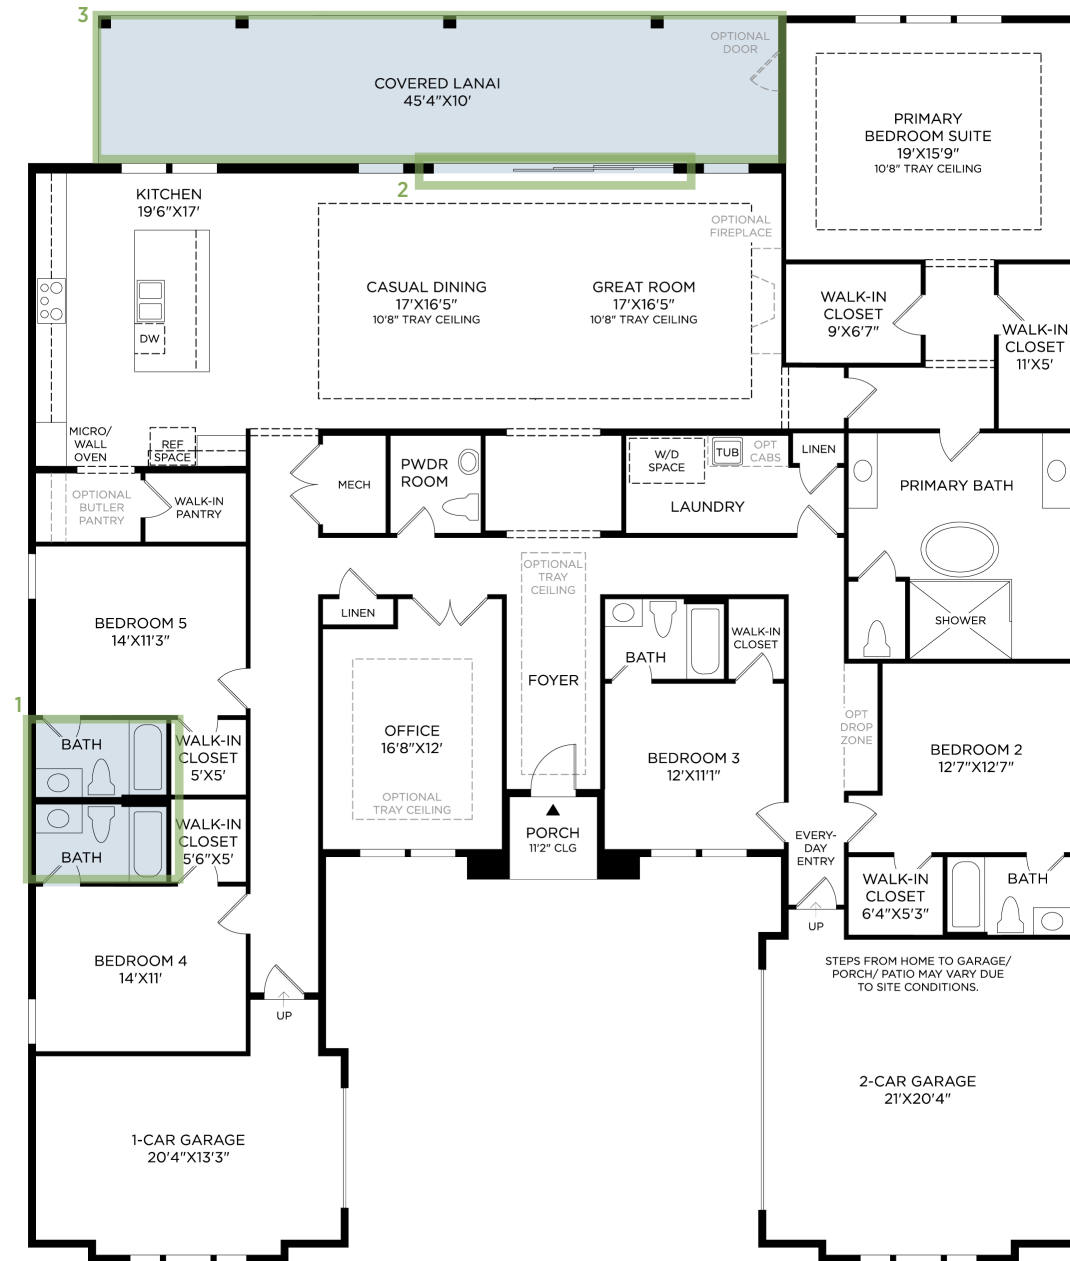 3
OPTIONAL
DOOR
COVERED LANAI
45'4"X10'
PRIMARY
BEDROOM SUITE
19'X15'9"
10'8" TRAY CEILING
2
KITCHEN
19'6"X17'
OPTIONAL
FIREPLACE
CASUAL DINING
17'X16'5"
10'8" TRAY CEILING
GREAT ROOM
17'X16'5"
10'8" TRAY CEILING
WALK-IN
CLOSET
9'X6'7"
WALK-IN
CLOSET
11'X5'
DW
MICRO/
WALL
OVEN
REF
SPACE
MECH
PWDR
ROOM
W/D
SPACE
TUB
OPT
CABS
LINEN
LAUNDRY
PRIMARY BATH
OPTIONAL
BUTLER
PANTRY
WALK-IN
PANTRY
OPTIONAL
TRAY
CEILING
LINEN
BEDROOM 5
14'X11'3"
BATH
WALK-IN
CLOSET
SHOWER
FOYER
1
BATH
WALK-IN
CLOSET
5'X5'
OFFICE
16'8"X12'
OPTIONAL
TRAY CEILING
BEDROOM 3
12'X11'1"
OPT
DROP
ZONE
BEDROOM 2
12'7"X12'7"
BATH
WALK-IN
CLOSET
5'6"X5'
PORCH
11'2" CLG
EVERY-
DAY
ENTRY
WALK-IN
CLOSET
6'4"X5'3"
BATH
UP
BEDROOM 4
14'X11'
UP
STEPS FROM HOME TO GARAGE/
PORCH/ PATIO MAY VARY DUE
TO SITE CONDITIONS.
2-CAR GARAGE
21'X20'4"
1-CAR GARAGE
20'4"X13'3"